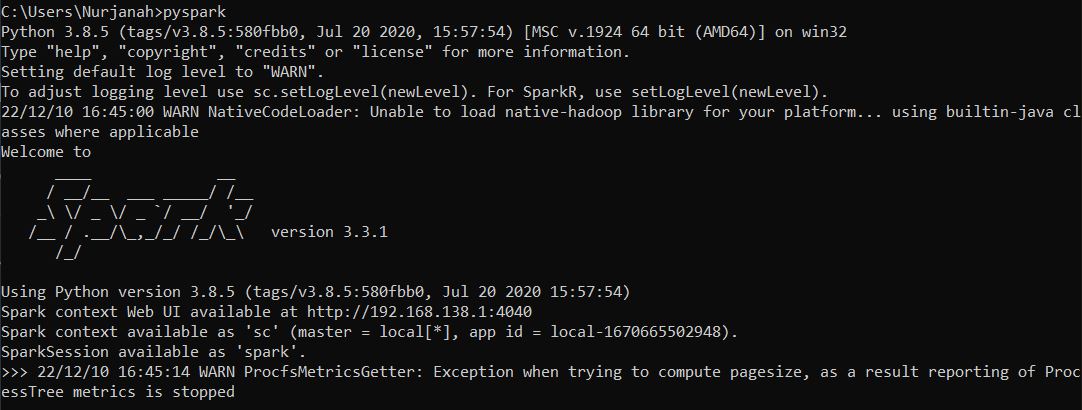 C:\Users\Nurjanah>pyspark
Python 3.8.5 (tags/v3.8.5:580fbb0, Jul 20 2020, 15:57:54) [MSC v.1924 64 bit (AMD64)] on win32
Type "help", "copyright", "credits" or "license" for more information.
Setting default log level to "WARN".
To adjust logging level use sc.setLogLevel(newLevel). For SparkR, use setLogLevel(newLevel).
22/12/10 16:45:00 WARN NativeCodeLoader: Unable to load native-hadoop library for your platform... using builtin-java cl
asses where applicable
Welcome to
      ____              __
     / __/__  ___ _____/ /__
    _\ \/ _ \/ _ `/ __/  '_/
   /__ / .__/\_,_/_/ /_/\_\   version 3.3.1
      /_/
Using Python version 3.8.5 (tags/v3.8.5:580fbb0, Jul 20 2020 15:57:54)
Spark context Web UI available at http://192.168.138.1:4040
Spark context available as 'sc' (master = local[*], app id = local-1670665502948).
SparkSession available as 'spark'.
>>> 22/12/10 16:45:14 WARN ProcfsMetricsGetter: Exception when trying to compute pagesize, as a result reporting of Proc
essTree metrics is stopped